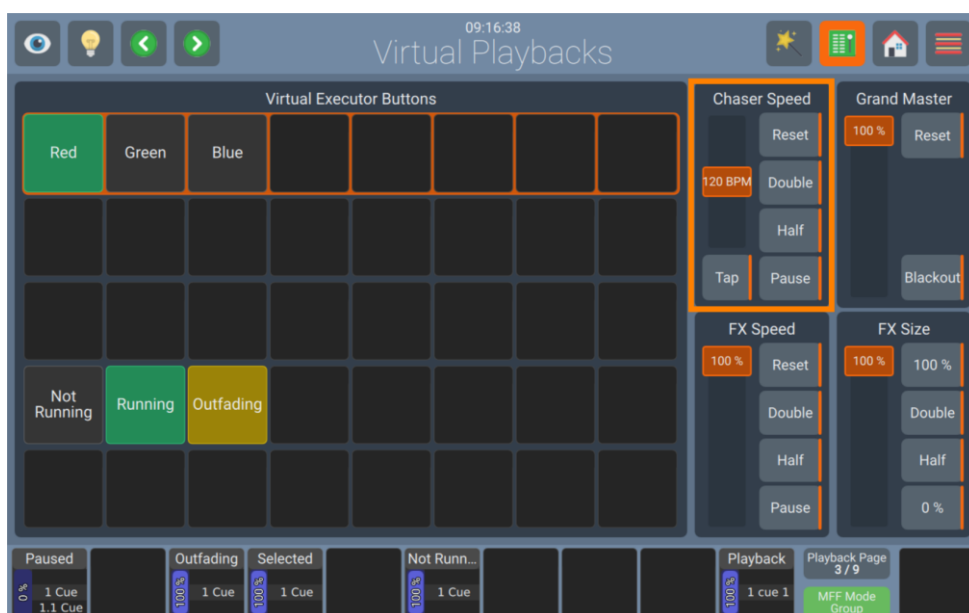 09:16:38
Virtual Playbacks
Virtual Executor Buttons
Red
Green
Blue
Not
Running
Running
Outfading
Chaser Speed
120 BPM
Reset
Double
Half
Tap
Pause
Grand Master
100 %
Reset
Blackout
FX Speed
100 %
Reset
Double
Half
Pause
FX Size
100 %
100 %
Double
Half
0 %
Paused
0 %
1 Cue
1.1 Cue
Outfading
100 %
1 Cue
Selected
100 %
1 Cue
Not Runn...
100 %
1 Cue
Playback
100 %
1 cue 1
Playback Page
3 / 9
MFF Mode
Group